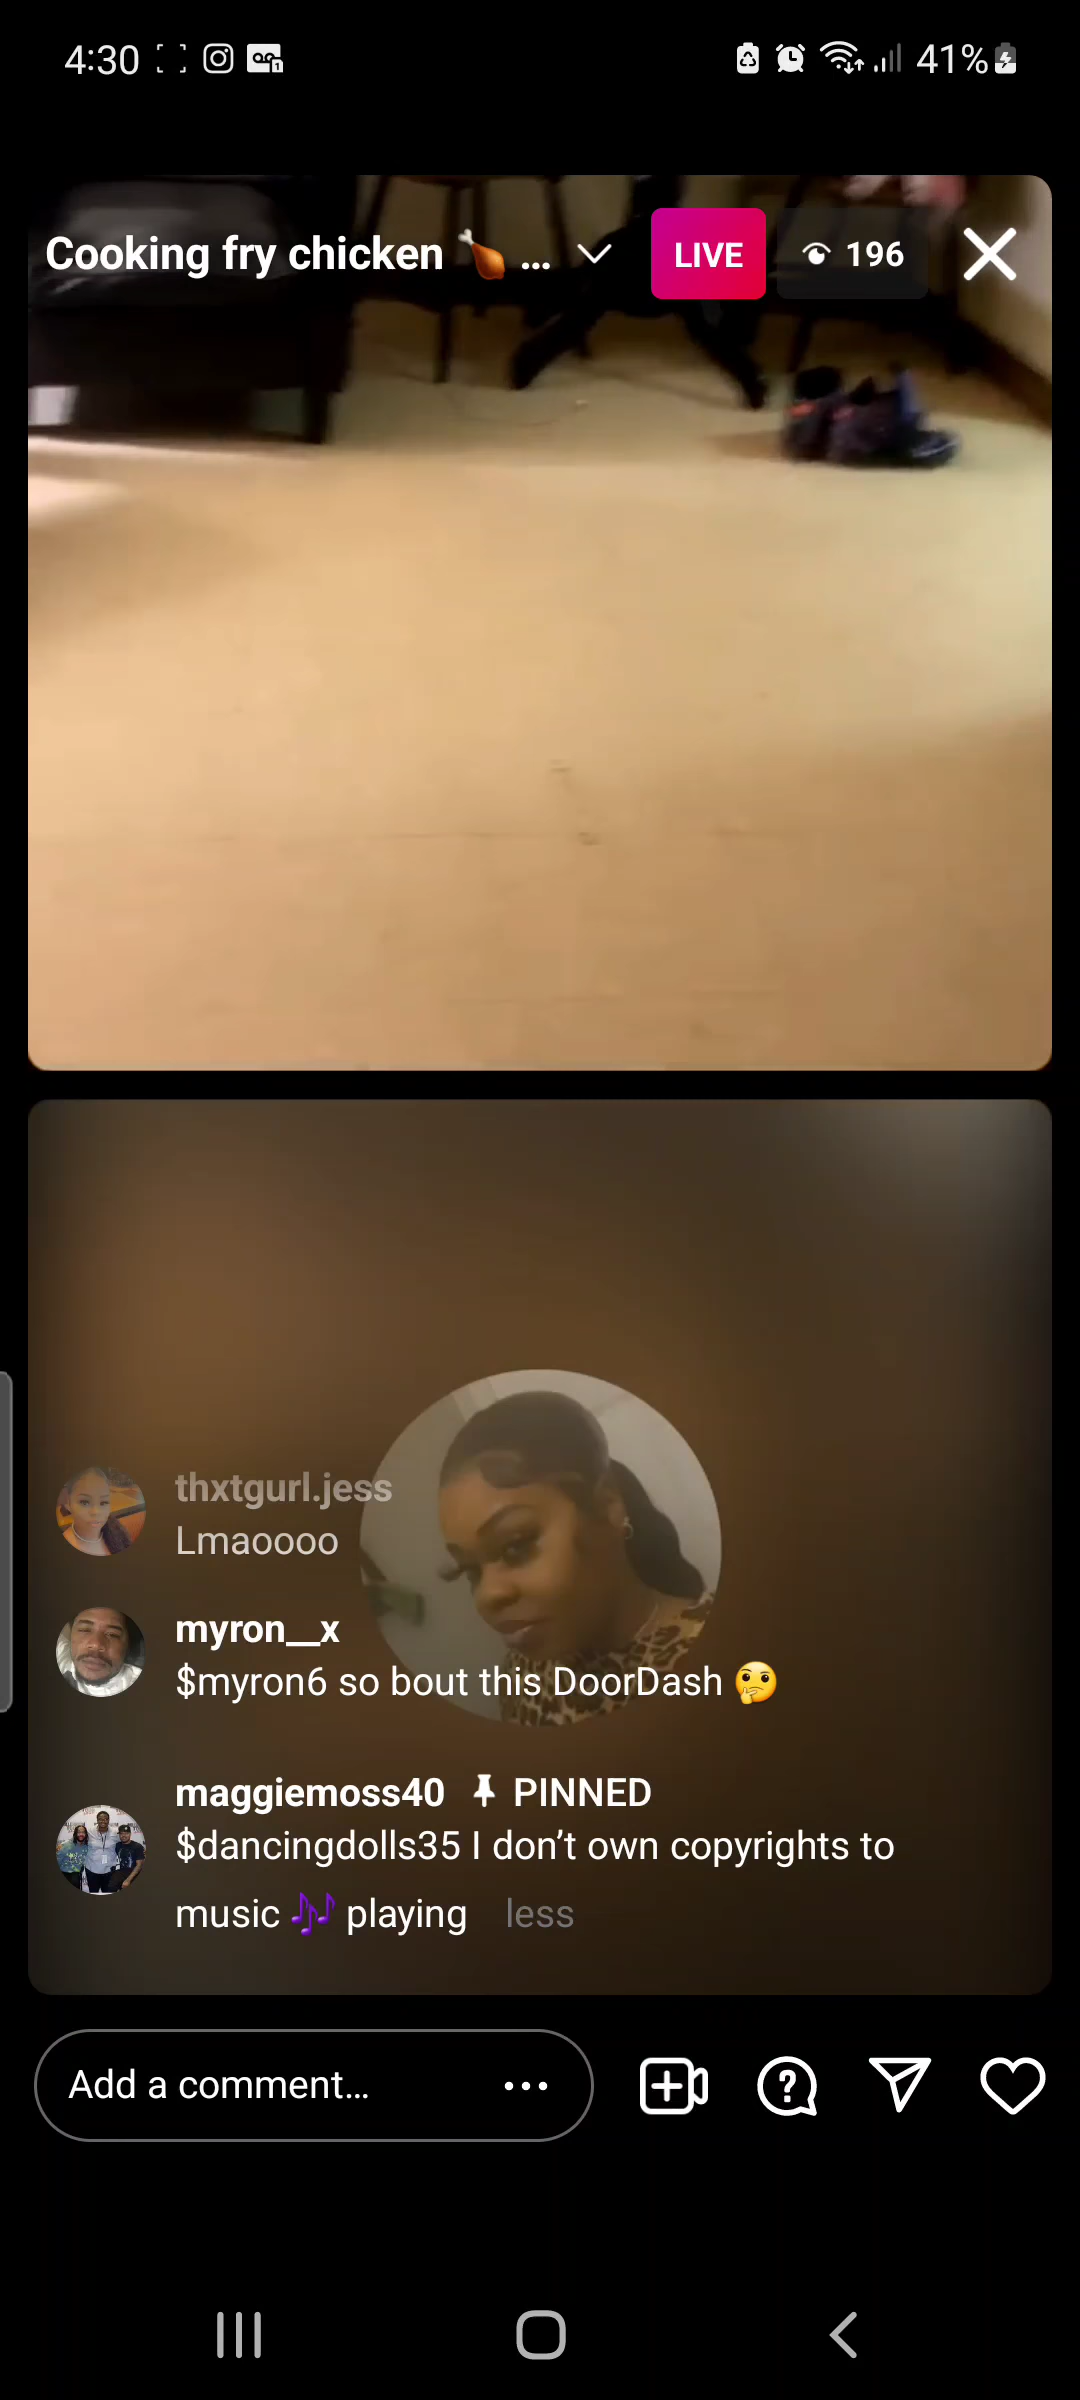 4:30
41%
Cooking fry chicken 🍗 ...
LIVE
196
thxtgurl.jess
Lmaoooo
myron__x
$myron6 so bout this DoorDash 🤔
maggiemoss40 📌 PINNED
$dancingdolls35 I don’t own copyrights to
music 🎶 playing less
Add a comment...